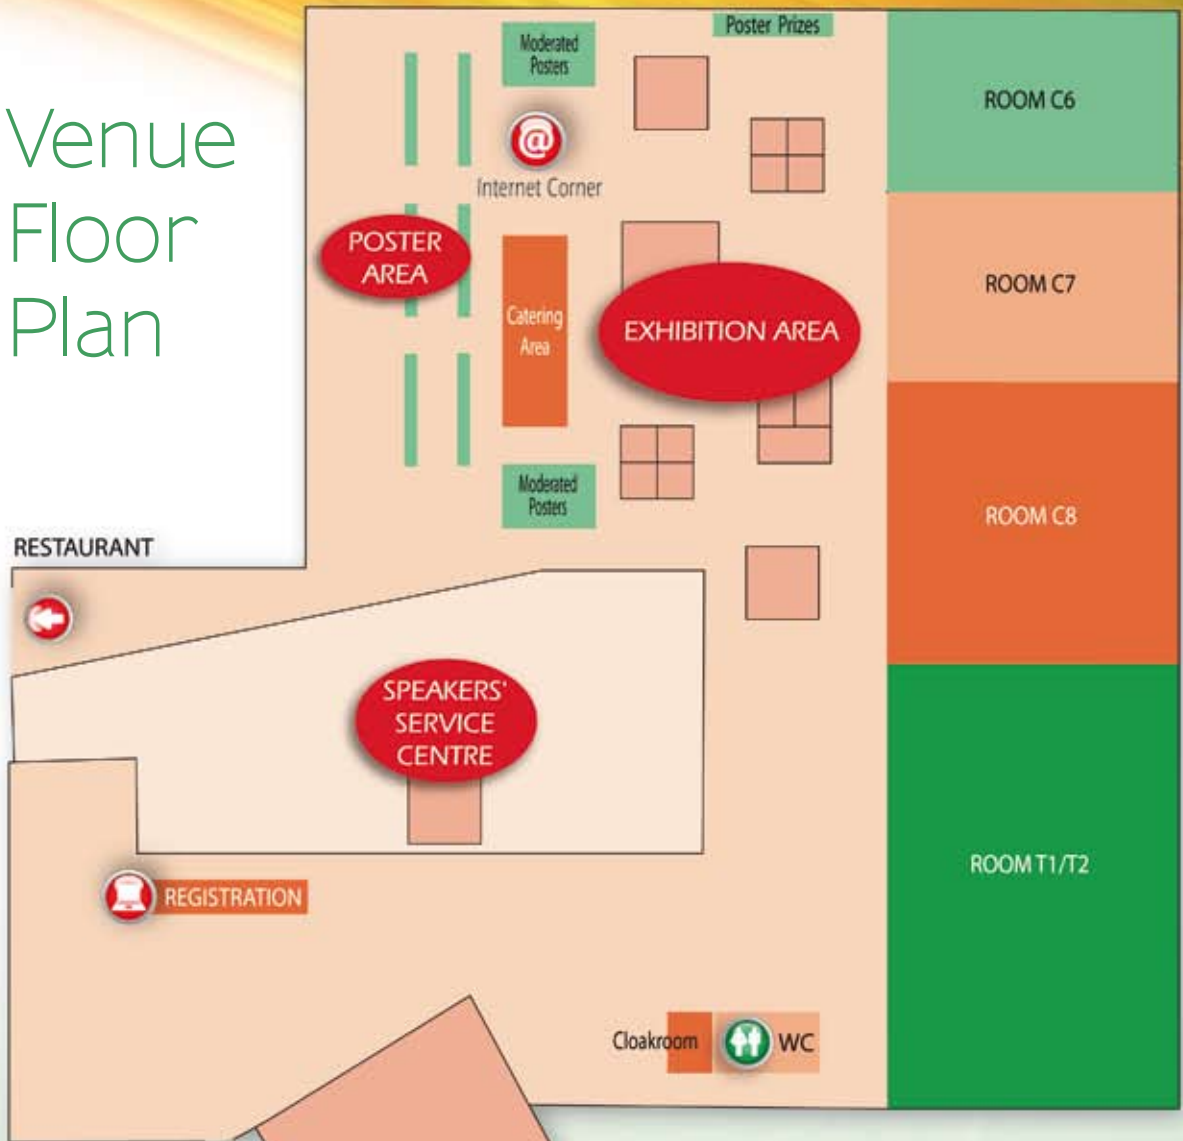 Venue
Floor
Plan
Poster Prizes
Moderated
Posters
@
Internet Corner
POSTER
AREA
Catering
Area
EXHIBITION AREA
Moderated
Posters
ROOM C6
ROOM C7
ROOM C8
ROOM T1/T2
RESTAURANT
SPEAKERS'
SERVICE
CENTRE
REGISTRATION
Cloakroom
WC